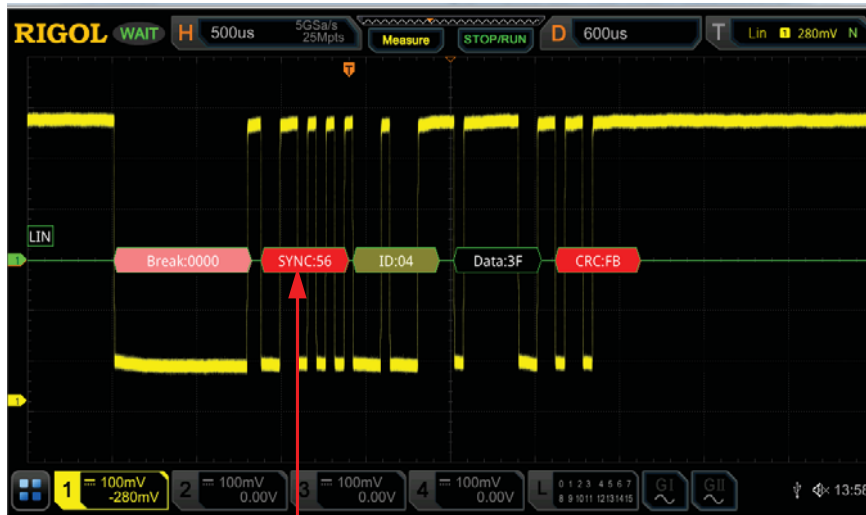 RIGOL WAIT H 500us 5GSa/s 25Mpts Measure STOP/RUN D 600us T Lin 1 280mV N
T
LIN
1 Break:0000 SYNC:56 ID:04 Data:3F CRC:FB
1
1 100mV -280mV 2 100mV 0.00V 3 100mV 0.00V 4 100mV 0.00V L 0 1 2 3 4 5 6 7 8 9 10 11 12 13 14 15 GI GII 13:58